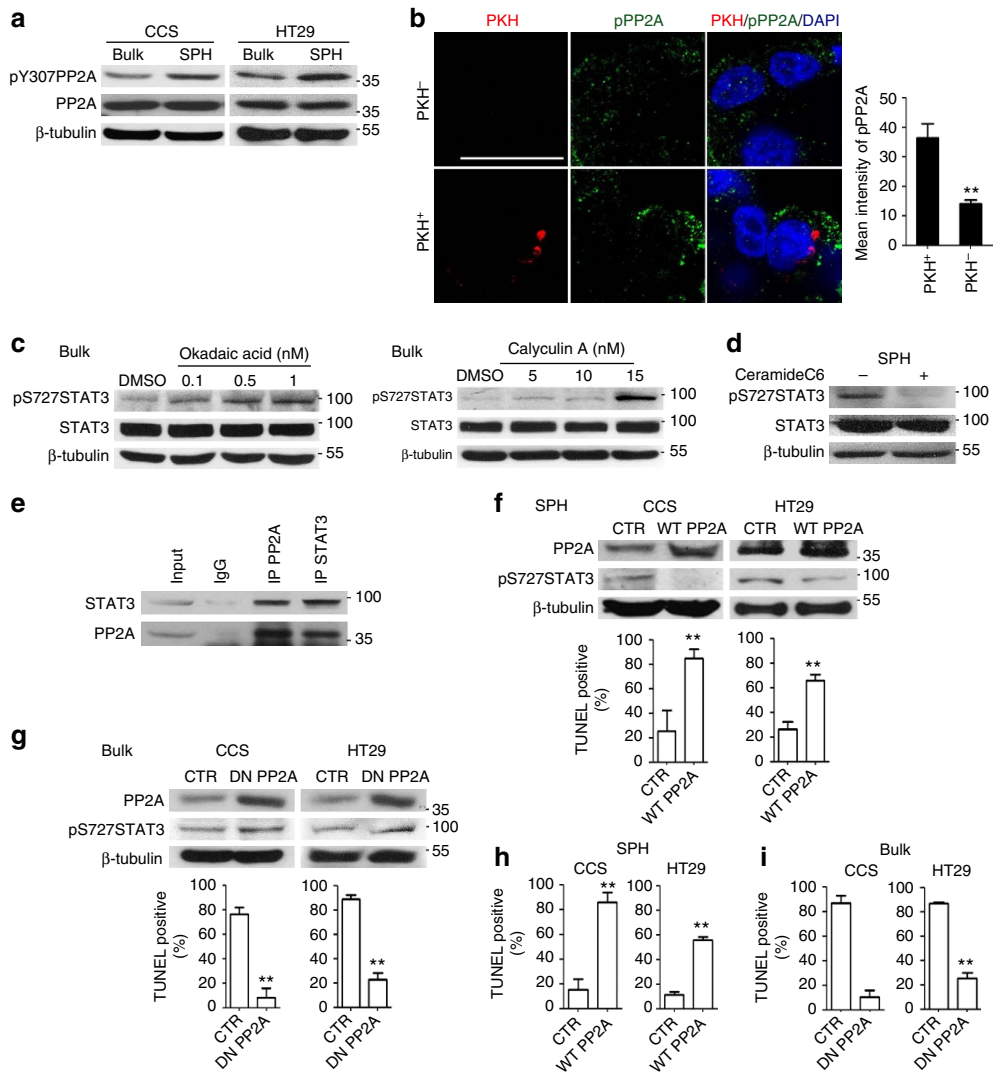 a
CCS HT29
Bulk SPH Bulk SPH
pY307PP2A
35
PP2A
35
β-tubulin
55
b
PKH pPP2A PKH/pPP2A/DAPI
PKH⁻
PKH⁺
Mean intensity of pPP2A
50
40
30
20
10
0
**
PKH⁺ PKH⁻
c
Bulk Okadaic acid (nM)
DMSO 0.1 0.5 1
pS727STAT3 100
STAT3 100
β-tubulin 55
Bulk Calyculin A (nM)
DMSO 5 10 15
pS727STAT3 100
STAT3 100
β-tubulin 55
d
SPH
CeramideC6 – +
pS727STAT3 100
STAT3 100
β-tubulin 55
e
Input IgG IP PP2A IP STAT3
STAT3 100
PP2A 35
f
SPH CCS HT29
CTR WT PP2A CTR WT PP2A
PP2A 35
pS727STAT3 100
β-tubulin 55
TUNEL positive (%)
100
80
60
40
20
0
**
CTR WT PP2A
100
80
60
40
20
0
**
CTR WT PP2A
g
Bulk CCS HT29
CTR DN PP2A CTR DN PP2A
PP2A 35
pS727STAT3 100
β-tubulin 55
TUNEL positive (%)
100
80
60
40
20
0
**
CTR DN PP2A
100
80
60
40
20
0
**
CTR DN PP2A
h
SPH
CCS HT29
TUNEL positive (%)
100
80
60
40
20
0
**
CTR WT PP2A
100
80
60
40
20
0
**
CTR WT PP2A
i
Bulk
CCS HT29
TUNEL positive (%)
100
80
60
40
20
0
CTR DN PP2A
100
80
60
40
20
0
**
CTR DN PP2A